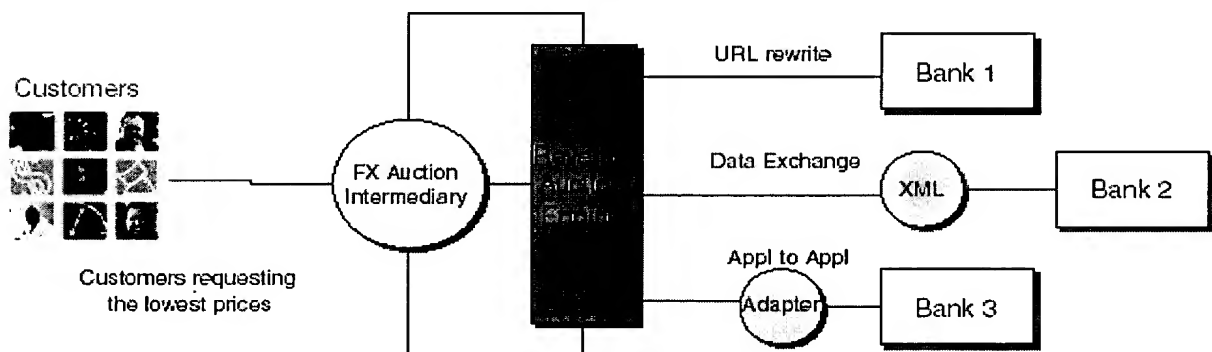 Customers
Customers requesting
the lowest prices
FX Auction
Intermediary
URL rewrite
Bank 1
Data Exchange
XML
Bank 2
Appl to Appl
Adapter
Bank 3